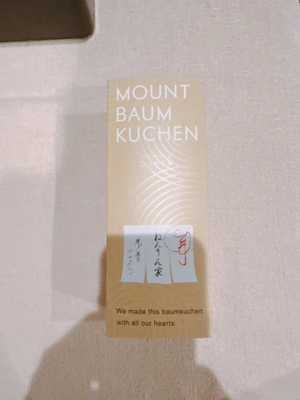 MOUNT
BAUM
KUCHEN
ねんりん家
We made this baumkuchen
with all our hearts.